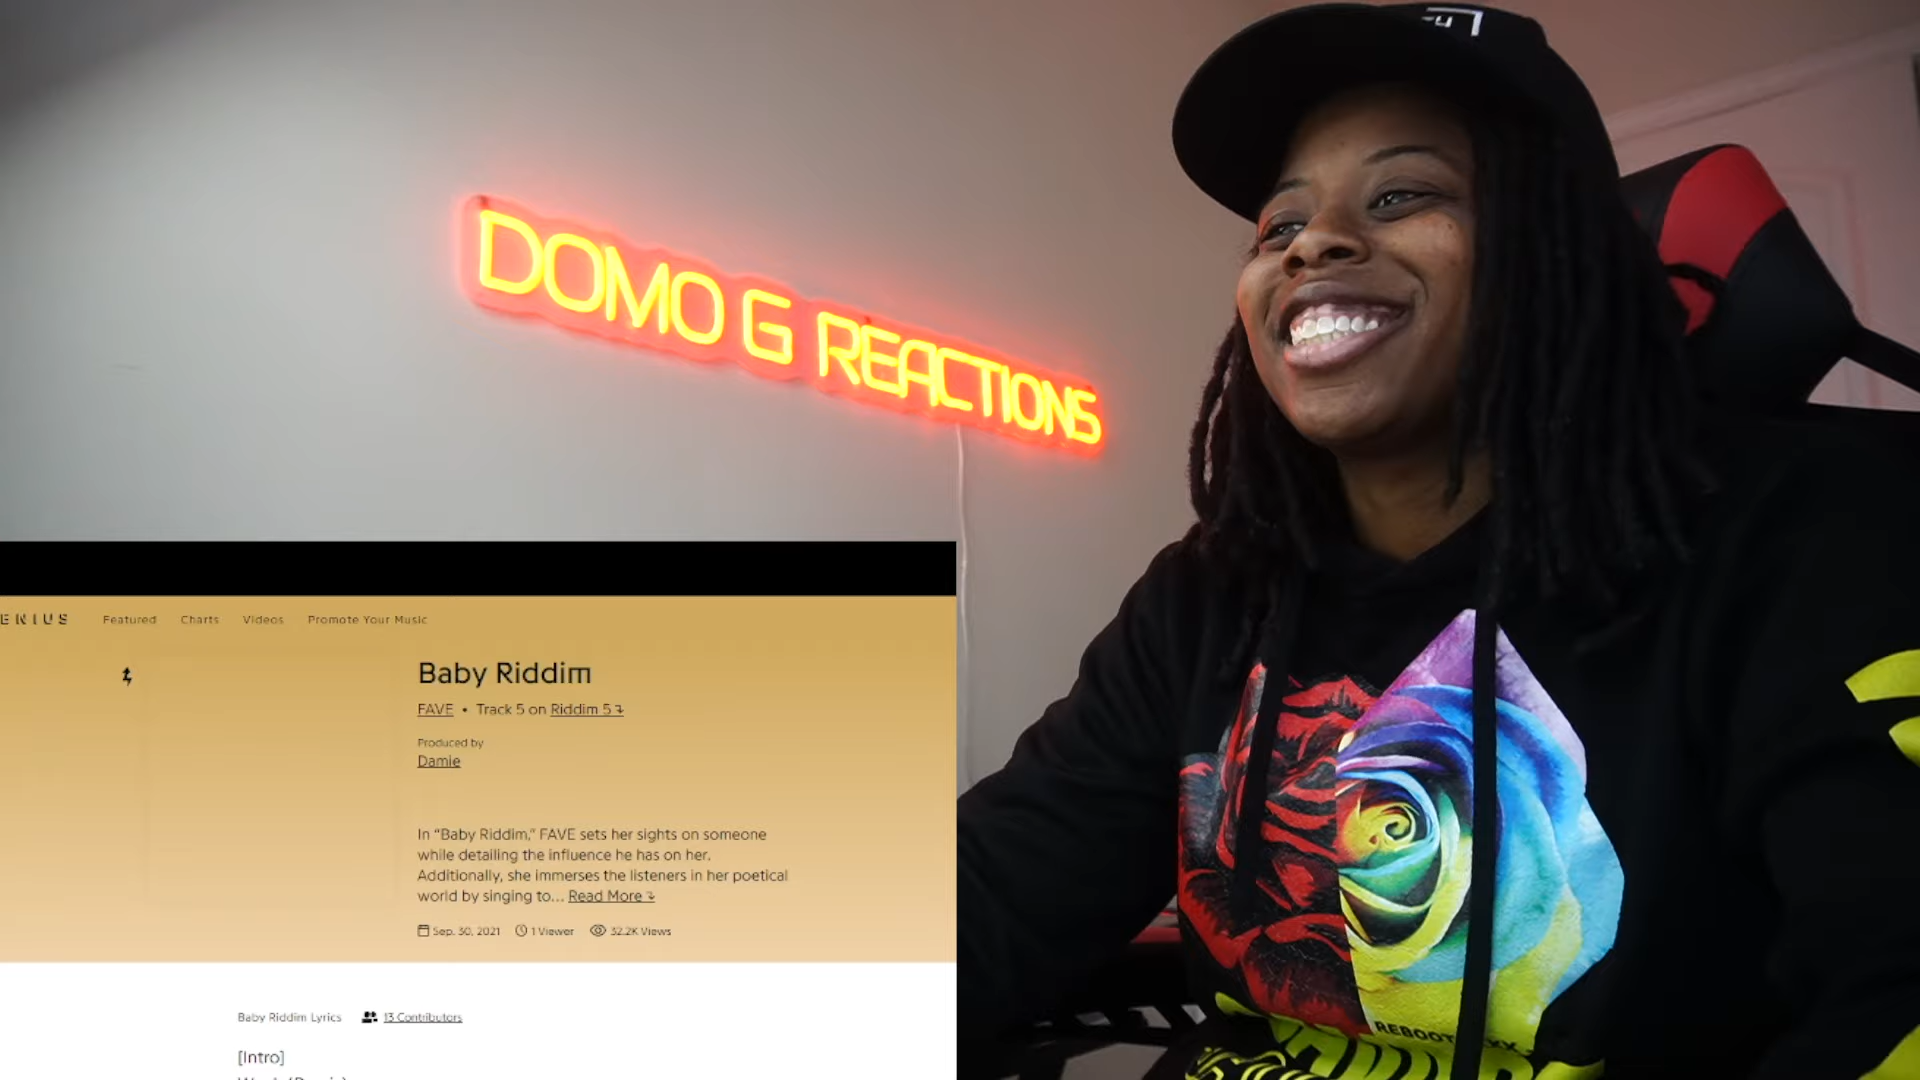 DOMO G REACTIONS
ENIUS Featured Charts Videos Promote Your Music
Baby Riddim
FAVE • Track 5 on Riddim 5
Produced by
Damie
In “Baby Riddim,” FAVE sets her sights on someone
while detailing the influence he has on her.
Additionally, she immerses the listeners in her poetical
world by singing to... Read More
Sep. 30, 2021 1 Viewer 32.2K Views
Baby Riddim Lyrics 13 Contributors
[Intro]
REBOOT